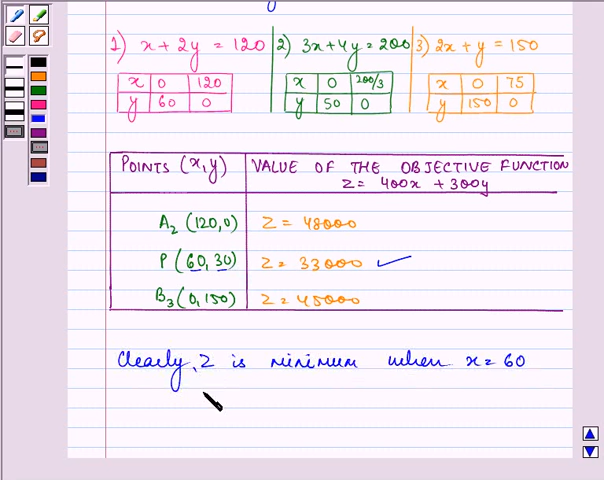 1) x + 2y = 120 2) 3x + 4y = 200 3) 2x + y = 150
x 0 120 x 0 200/3 x 0 75
y 60 0 y 50 0 y 150 0
POINTS (x,y) VALUE OF THE OBJECTIVE FUNCTION
Z = 400x + 300y
A₂ (120,0) Z = 48000
P (60, 30) Z = 33000 ✓
B₃ (0,150) Z = 45000
Clearly, Z is minimum when x = 60